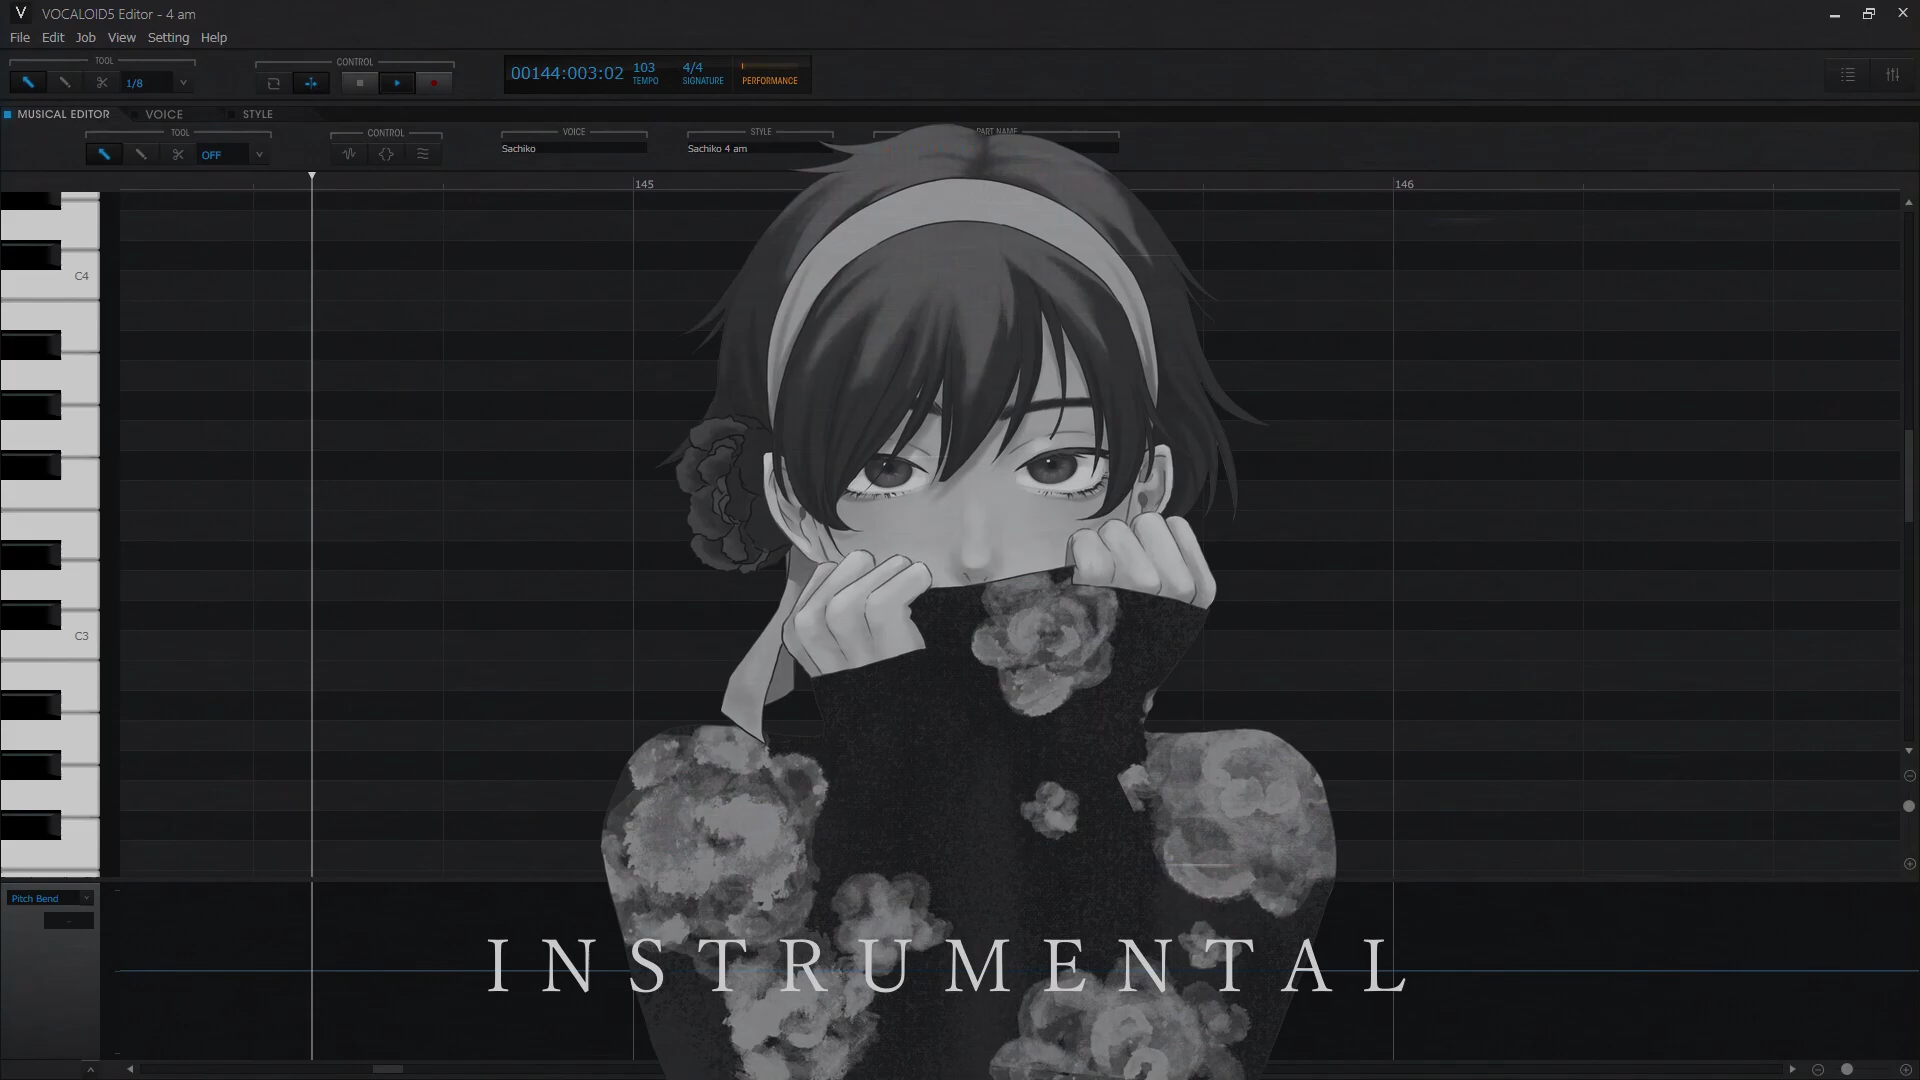 V VOCALOID5 Editor - 4 am
File Edit Job View Setting Help
TOOL CONTROL
1/8
00144:003:02 103 4/4
TEMPO SIGNATURE PERFORMANCE
MUSICAL EDITOR VOICE STYLE
TOOL CONTROL VOICE STYLE PART NAME
OFF
Sachiko Sachiko 4 am
145 146
C4
C3
Pitch Bend
INSTRUMENTAL